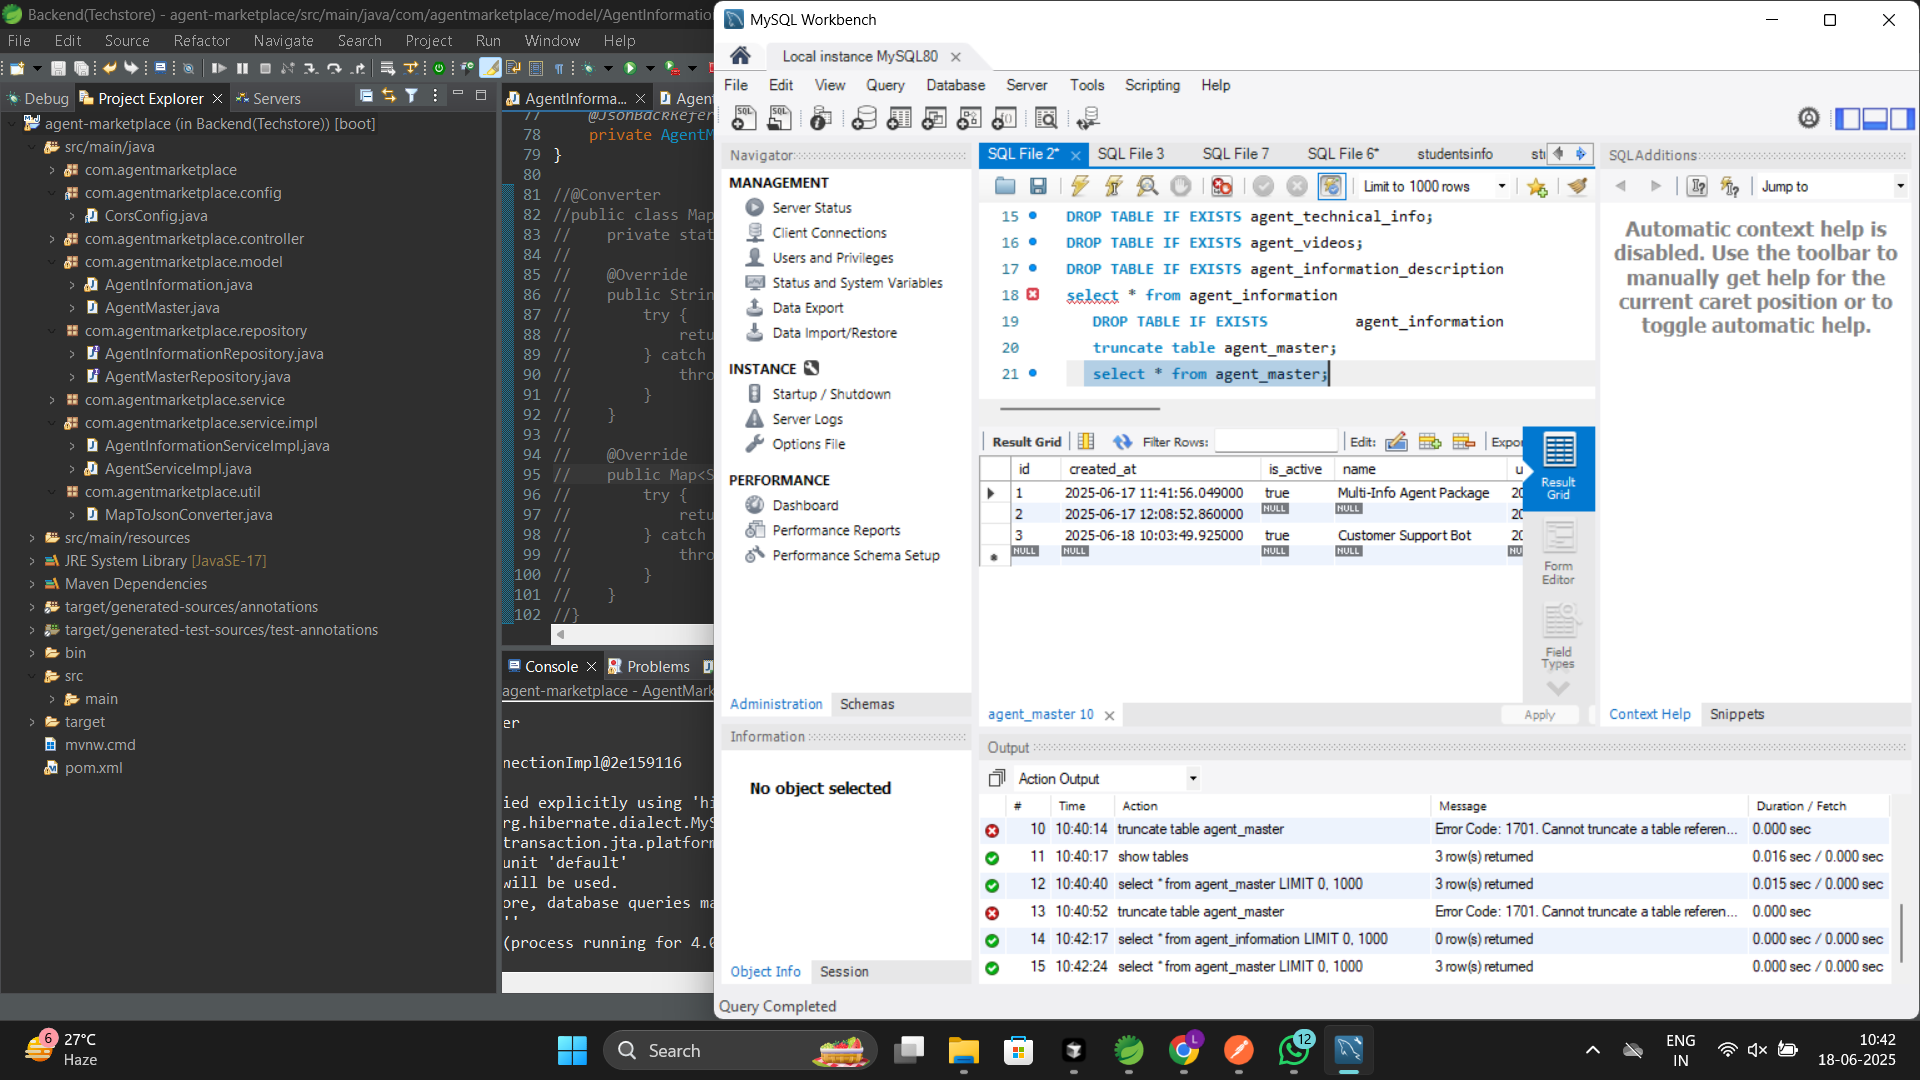 Backend(Techstore) - agent-marketplace/src/main/java/com/agentmarketplace/model/AgentInformation
File Edit Source Refactor Navigate Search Project Run Window Help
Debug Project Explorer Servers
agent-marketplace (in Backend(Techstore)) [boot]
src/main/java
com.agentmarketplace
com.agentmarketplace.config
CorsConfig.java
com.agentmarketplace.controller
com.agentmarketplace.model
AgentInformation.java
AgentMaster.java
com.agentmarketplace.repository
AgentInformationRepository.java
AgentMasterRepository.java
com.agentmarketplace.service
com.agentmarketplace.service.impl
AgentInformationServiceImpl.java
AgentServiceImpl.java
com.agentmarketplace.util
MapToJsonConverter.java
src/main/resources
JRE System Library [JavaSE-17]
Maven Dependencies
target/generated-sources/annotations
target/generated-test-sources/test-annotations
bin
src
main
target
mvnw.cmd
pom.xml
AgentInforma... Agent
77 @JsonBackRefer
78 private AgentM
79 }
80
81 //@Converter
82 //public class Map
83 // private stat
84 //
85 // @Override
86 // public Strin
87 // try {
88 // retu
89 // } catch
90 // thro
91 // }
92 // }
93 //
94 // @Override
95 // public Map<S
96 // try {
97 // retu
98 // } catch
99 // thro
100 // }
101 // }
102 //}
Console Problems
agent-marketplace - AgentMark
er
nectionImpl@2e159116
ied explicitly using 'hi
rg.hibernate.dialect.MyS
transaction.jta.platform
unit 'default'
will be used.
ore, database queries ma
''
(process running for 4.0
MySQL Workbench
Local instance MySQL80
File Edit View Query Database Server Tools Scripting Help
Navigator
MANAGEMENT
Server Status
Client Connections
Users and Privileges
Status and System Variables
Data Export
Data Import/Restore
INSTANCE
Startup / Shutdown
Server Logs
Options File
PERFORMANCE
Dashboard
Performance Reports
Performance Schema Setup
Administration Schemas
Information
No object selected
Object Info Session
Query Completed
SQL File 2* SQL File 3 SQL File 7 SQL File 6* studentsinfo st
Limit to 1000 rows
15 DROP TABLE IF EXISTS agent_technical_info;
16 DROP TABLE IF EXISTS agent_videos;
17 DROP TABLE IF EXISTS agent_information_description
18 select * from agent_information
19 DROP TABLE IF EXISTS agent_information
20 truncate table agent_master;
21 select * from agent_master;
Result Grid Filter Rows: Edit: Expor
id created_at is_active name u
1 2025-06-17 11:41:56.049000 true Multi-Info Agent Package 20
2 2025-06-17 12:08:52.860000 NULL NULL 20
3 2025-06-18 10:03:49.925000 true Customer Support Bot 20
NULL NULL NULL NULL NU
Result Grid
Form Editor
Field Types
agent_master 10 Apply
SQLAdditions
Jump to
Automatic context help is
disabled. Use the toolbar to
manually get help for the
current caret position or to
toggle automatic help.
Context Help Snippets
Output
Action Output
# Time Action Message Duration / Fetch
10 10:40:14 truncate table agent_master Error Code: 1701. Cannot truncate a table referen... 0.000 sec
11 10:40:17 show tables 3 row(s) returned 0.016 sec / 0.000 sec
12 10:40:40 select * from agent_master LIMIT 0, 1000 3 row(s) returned 0.015 sec / 0.000 sec
13 10:40:52 truncate table agent_master Error Code: 1701. Cannot truncate a table referen... 0.000 sec
14 10:42:17 select * from agent_information LIMIT 0, 1000 0 row(s) returned 0.000 sec / 0.000 sec
15 10:42:24 select * from agent_master LIMIT 0, 1000 3 row(s) returned 0.000 sec / 0.000 sec
6
27°C
Haze
Search
L
12
ENG
IN
10:42
18-06-2025